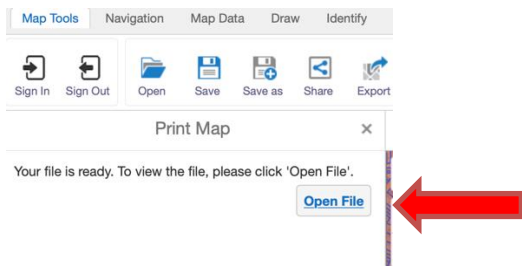 Map Tools Navigation Map Data Draw Identify
Sign In Sign Out Open Save Save as Share Export
Print Map ×
Your file is ready. To view the file, please click 'Open File'.
Open File